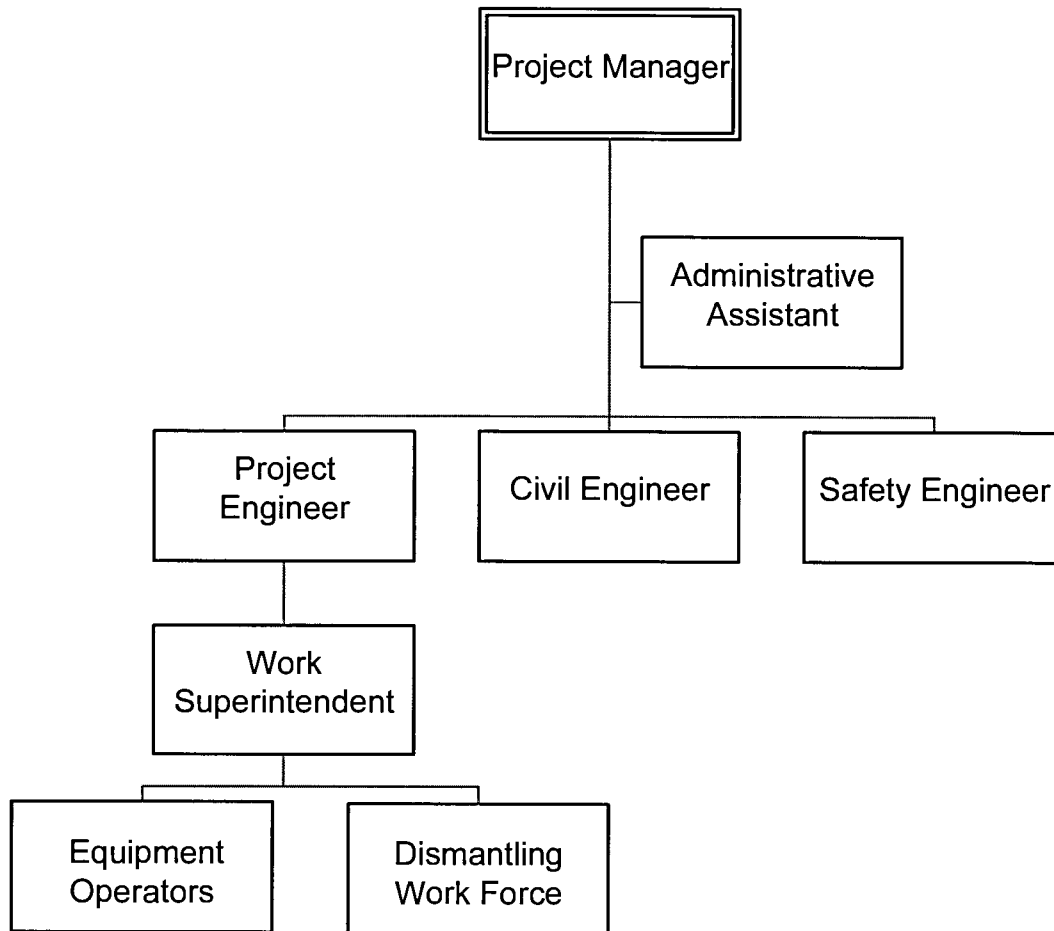 Project Manager
Administrative
Assistant
Project
Engineer
Civil Engineer
Safety Engineer
Work
Superintendent
Equipment
Operators
Dismantling
Work Force